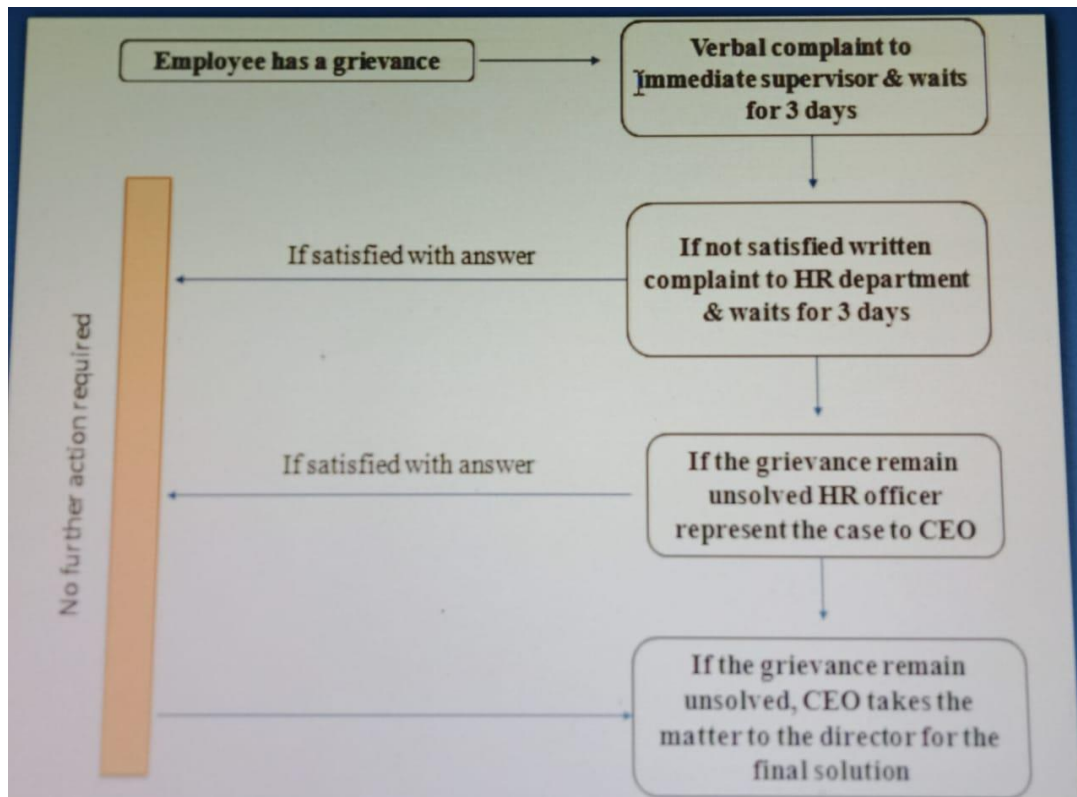 Employee has a grievance
Verbal complaint to
immediate supervisor & waits
for 3 days
If satisfied with answer
If not satisfied written
complaint to HR department
& waits for 3 days
No further action required
If satisfied with answer
If the grievance remain
unsolved HR officer
represent the case to CEO
If the grievance remain
unsolved, CEO takes the
matter to the director for the
final solution